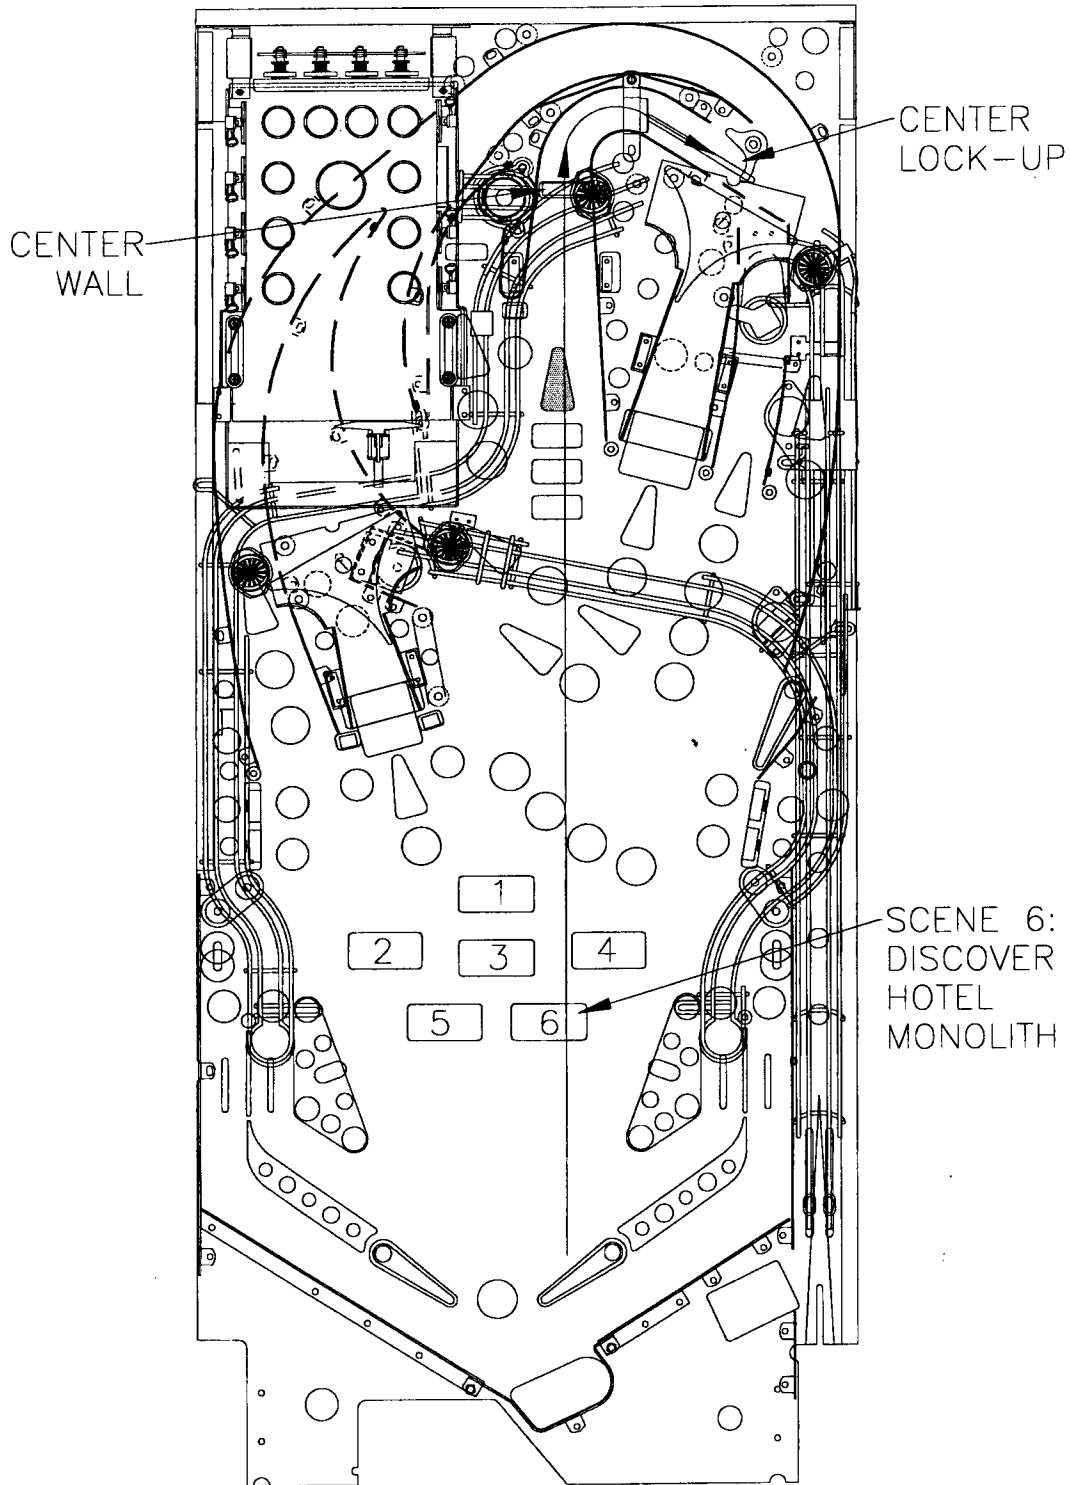 CENTER
LOCK-UP
CENTER
WALL
1
2
3
4
SCENE 6:
DISCOVER
HOTEL
MONOLITH
5
6